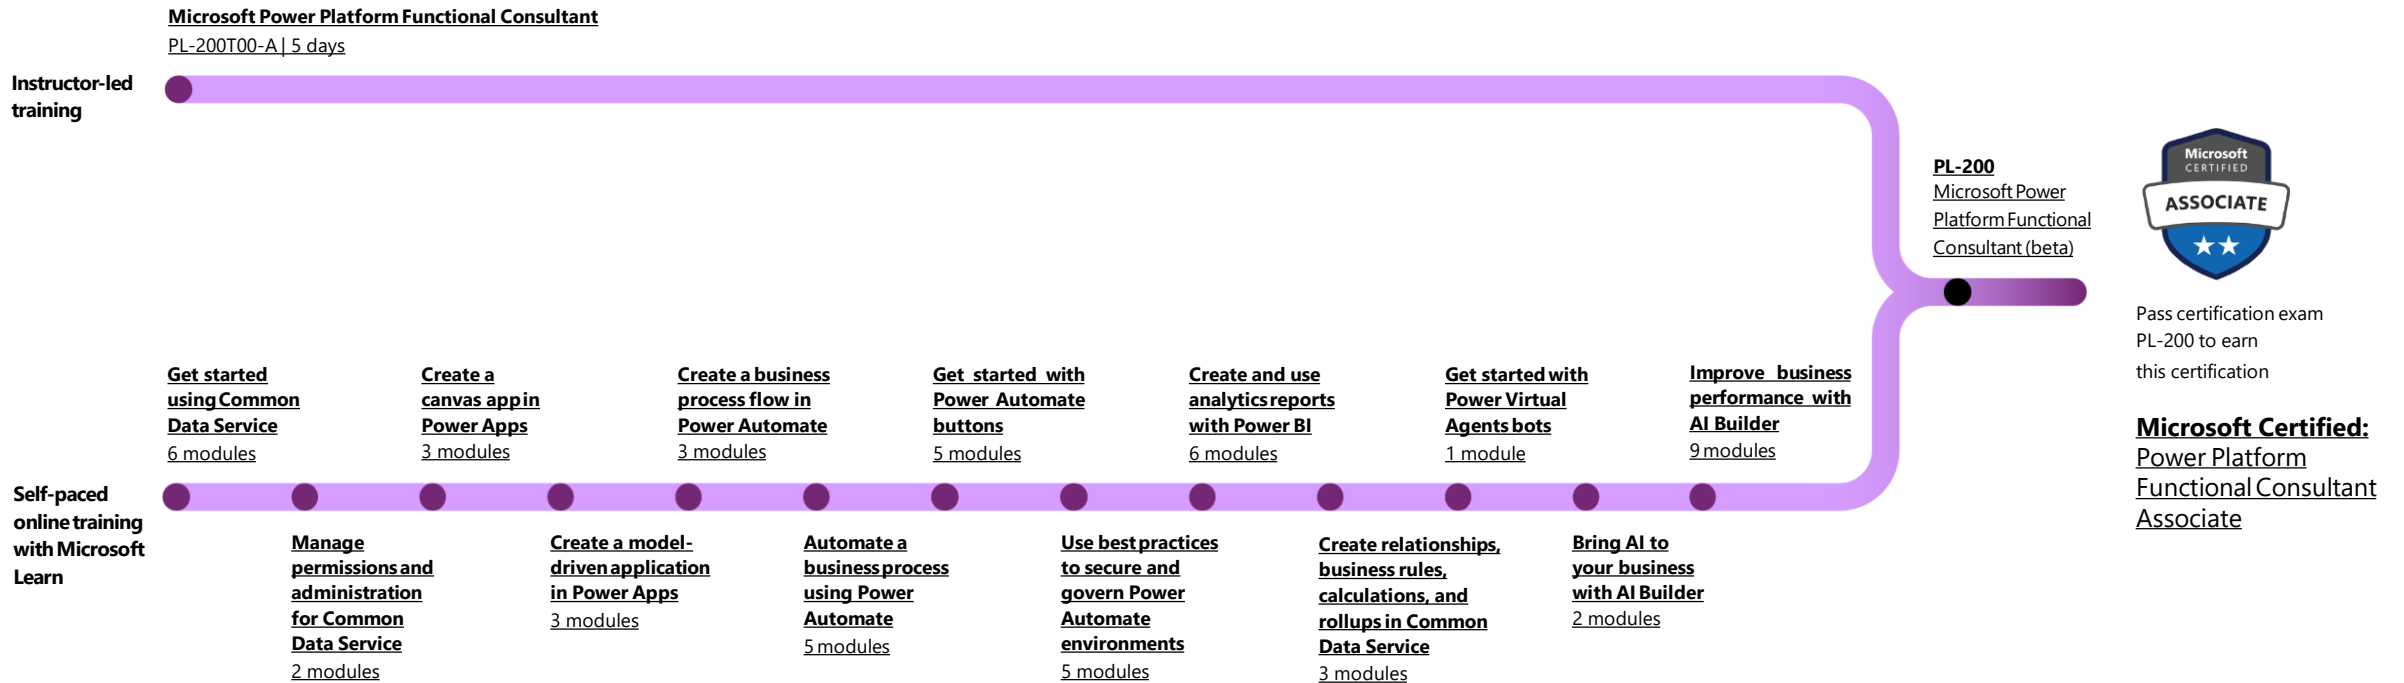 Microsoft Power Platform Functional Consultant
PL-200T00-A | 5 days
Instructor-led
training
PL-200
Microsoft Power
Platform Functional
Consultant (beta)
Microsoft
CERTIFIED
ASSOCIATE
Pass certification exam
PL-200 to earn
this certification
Microsoft Certified:
Power Platform
Functional Consultant
Associate
Get started
using Common
Data Service
6 modules
Create a
canvas app in
Power Apps
3 modules
Create a business
process flow in
Power Automate
3 modules
Get started with
Power Automate
buttons
5 modules
Create and use
analytics reports
with Power BI
6 modules
Get started with
Power Virtual
Agents bots
1 module
Improve business
performance with
AI Builder
9 modules
Self-paced
online training
with Microsoft
Learn
Manage
permissions and
administration
for Common
Data Service
2 modules
Create a model-
driven application
in Power Apps
3 modules
Automate a
business process
using Power
Automate
5 modules
Use best practices
to secure and
govern Power
Automate
environments
5 modules
Create relationships,
business rules,
calculations, and
rollups in Common
Data Service
3 modules
Bring AI to
your business
with AI Builder
2 modules